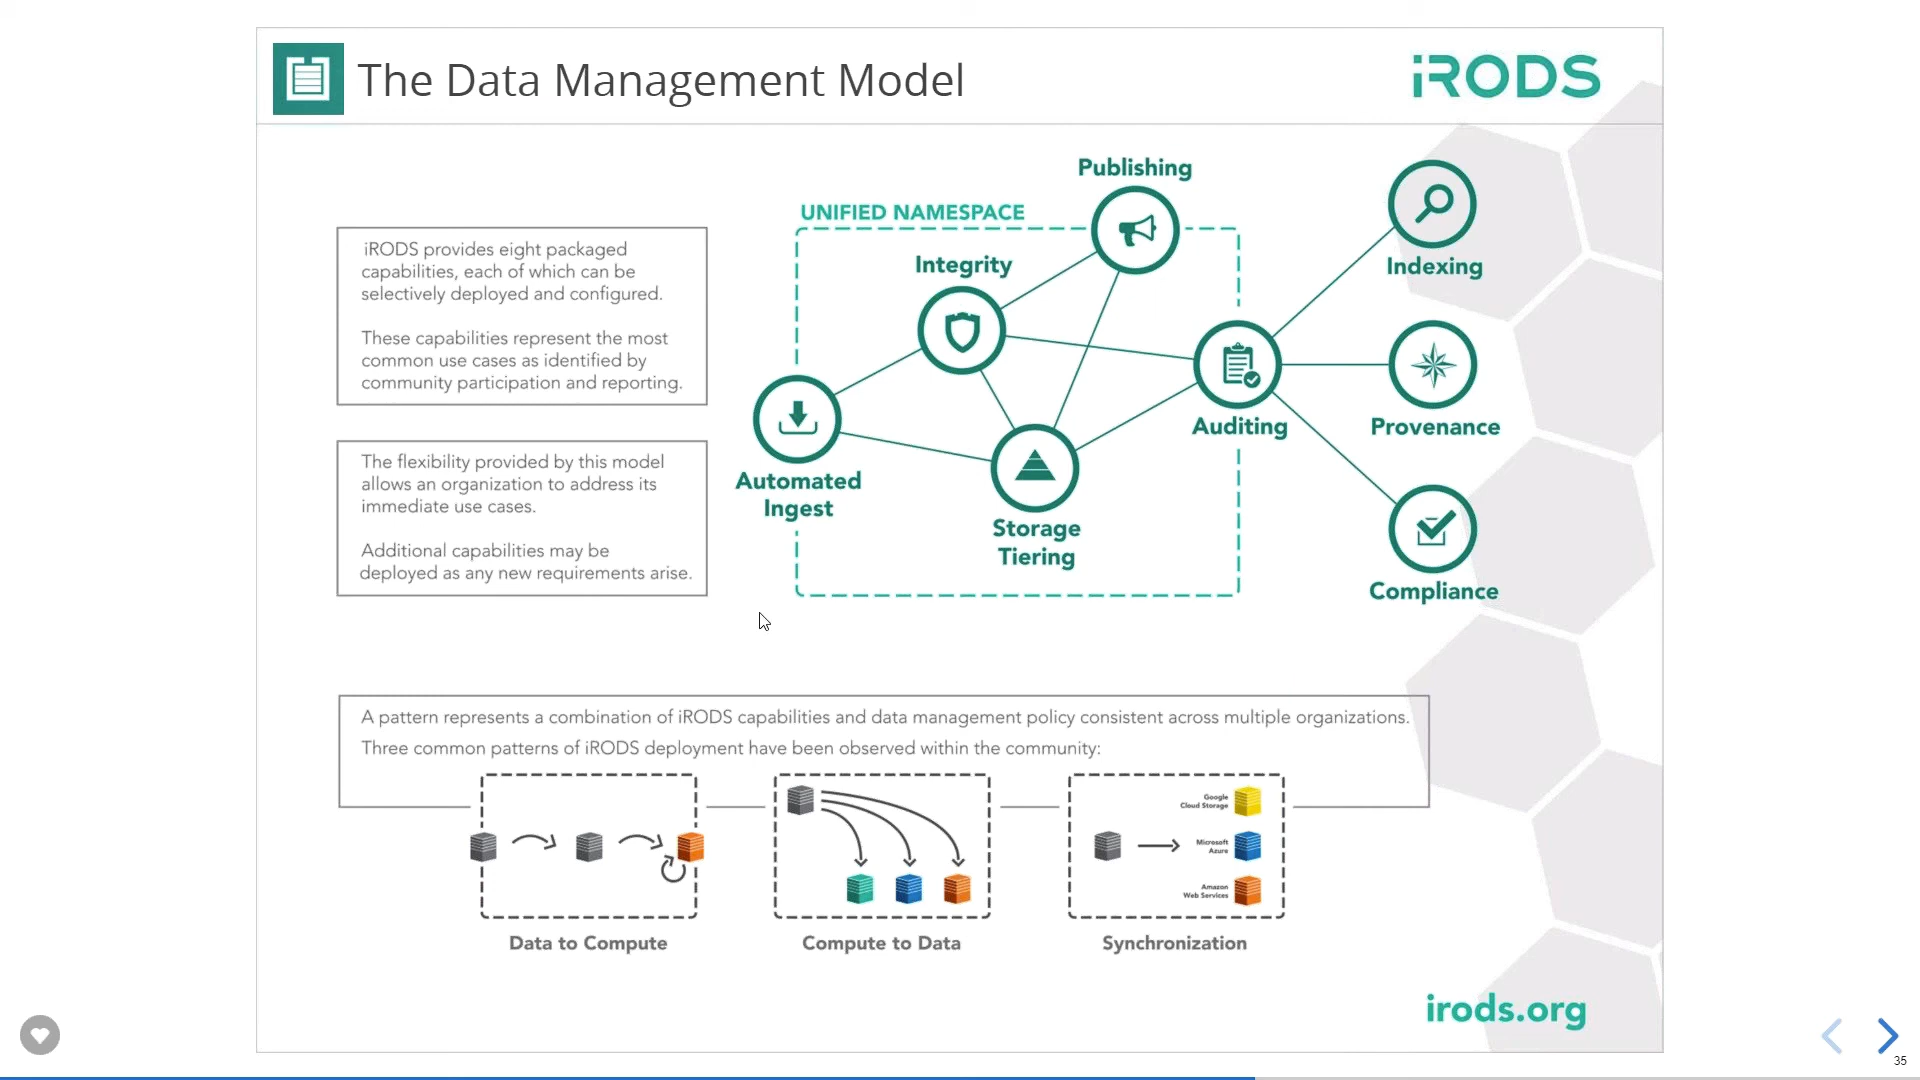 The Data Management Model
iRODS
iRODS provides eight packaged
capabilities, each of which can be
selectively deployed and configured.
These capabilities represent the most
common use cases as identified by
community participation and reporting.
The flexibility provided by this model
allows an organization to address its
immediate use cases.
Additional capabilities may be
deployed as any new requirements arise.
UNIFIED NAMESPACE
Publishing
Integrity
Indexing
Auditing
Provenance
Automated
Ingest
Storage
Tiering
Compliance
A pattern represents a combination of iRODS capabilities and data management policy consistent across multiple organizations.
Three common patterns of iRODS deployment have been observed within the community:
Google
Cloud Storage
Microsoft
Azure
Amazon
Web Services
Data to Compute
Compute to Data
Synchronization
irods.org
35